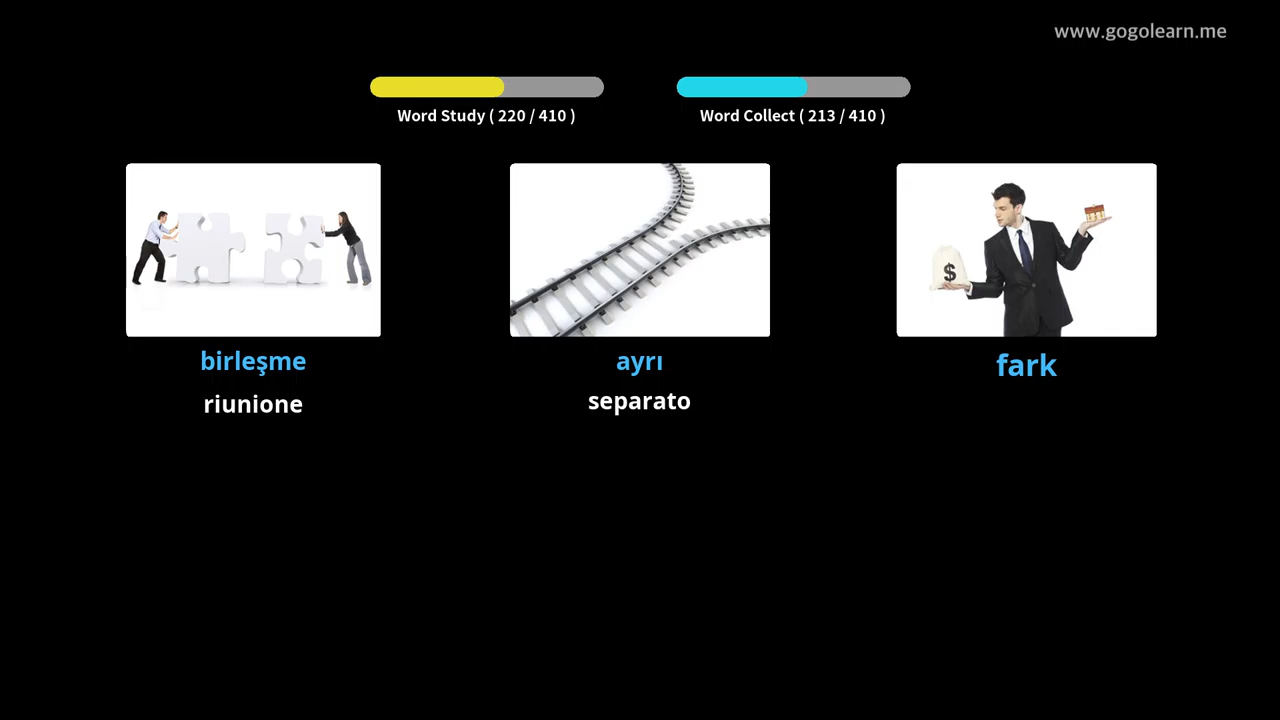 www.gogolearn.me
Word Study ( 220 / 410 )
Word Collect ( 213 / 410 )
$
birleşme
ayrı
fark
riunione
separato